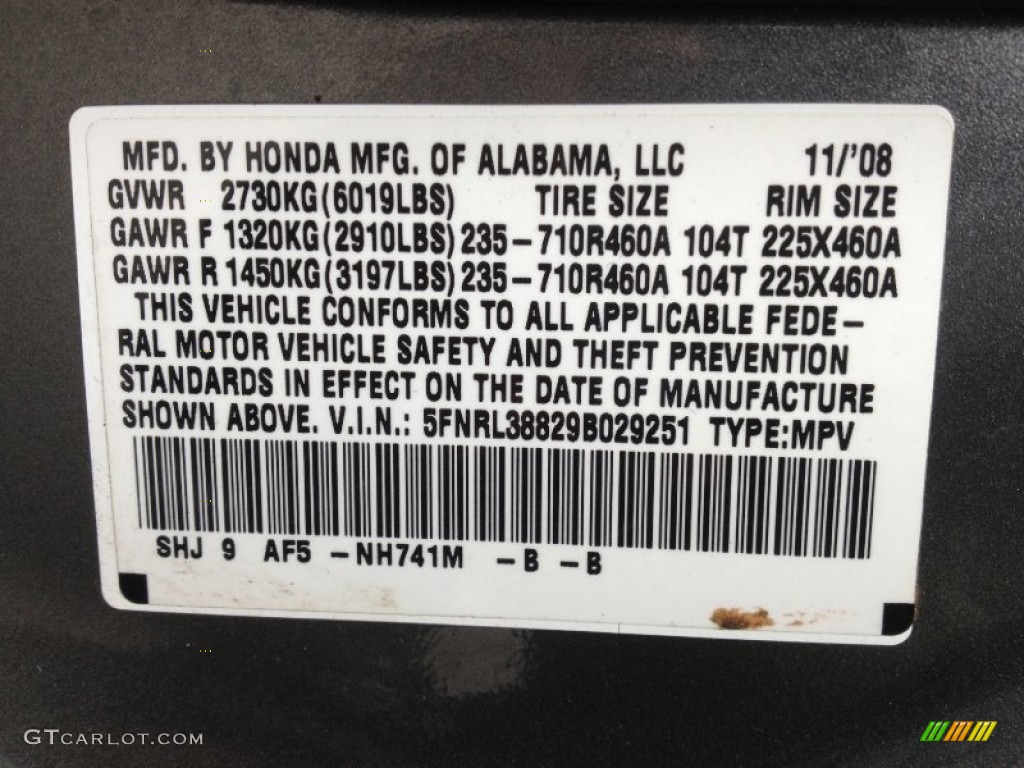 MFD. BY HONDA MFG. OF ALABAMA, LLC 11/'08
GVWR 2730KG(6019LBS) TIRE SIZE RIM SIZE
GAWR F 1320KG(2910LBS) 235-710R460A 104T 225X460A
GAWR R 1450KG(3197LBS) 235-710R460A 104T 225X460A
THIS VEHICLE CONFORMS TO ALL APPLICABLE FEDE-
RAL MOTOR VEHICLE SAFETY AND THEFT PREVENTION
STANDARDS IN EFFECT ON THE DATE OF MANUFACTURE
SHOWN ABOVE. V.I.N.: 5FNRL38829B029251 TYPE:MPV
SHJ 9 AF5 -NH741M -B -B
GTCARLOT.COM